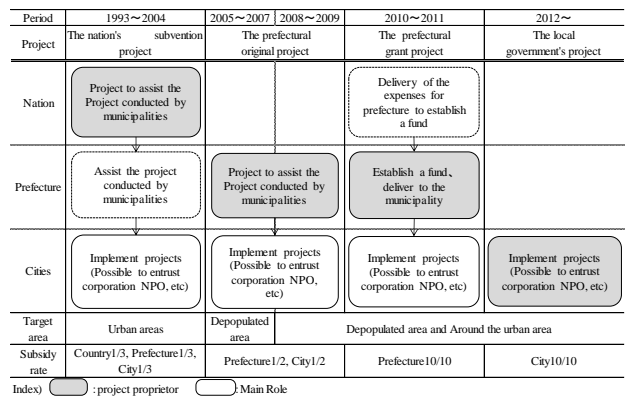 Period 1993～2004 2005～2007 2008～2009 2010～2011 2012～
Project
The nation's subvention
project
The prefectural
original project
The prefectural
grant project
The local
government's project
Nation
Project to assist the
Project conducted by
municipalities
Delivery of the
expenses for
prefecture to establish
a fund
Prefecture
Assist the project
conducted by
municipalities
Project to assist the
Project conducted by
municipalities
Establish a fund、
deliver to the
municipality
Cities
Implement projects
(Possible to entrust
corporation NPO, etc)
Implement projects
(Possible to entrust
corporation NPO, etc)
Implement projects
(Possible to entrust
corporation NPO, etc)
Implement projects
(Possible to entrust
corporation NPO, etc)
Target
area
Urban areas
Depopulated
area
Depopulated area and Around the urban area
Subsidy
rate
Country1/3, Prefecture1/3,
City1/3
Prefecture1/2, City1/2
Prefecture10/10
City10/10
Index) : project proprietor : Main Role